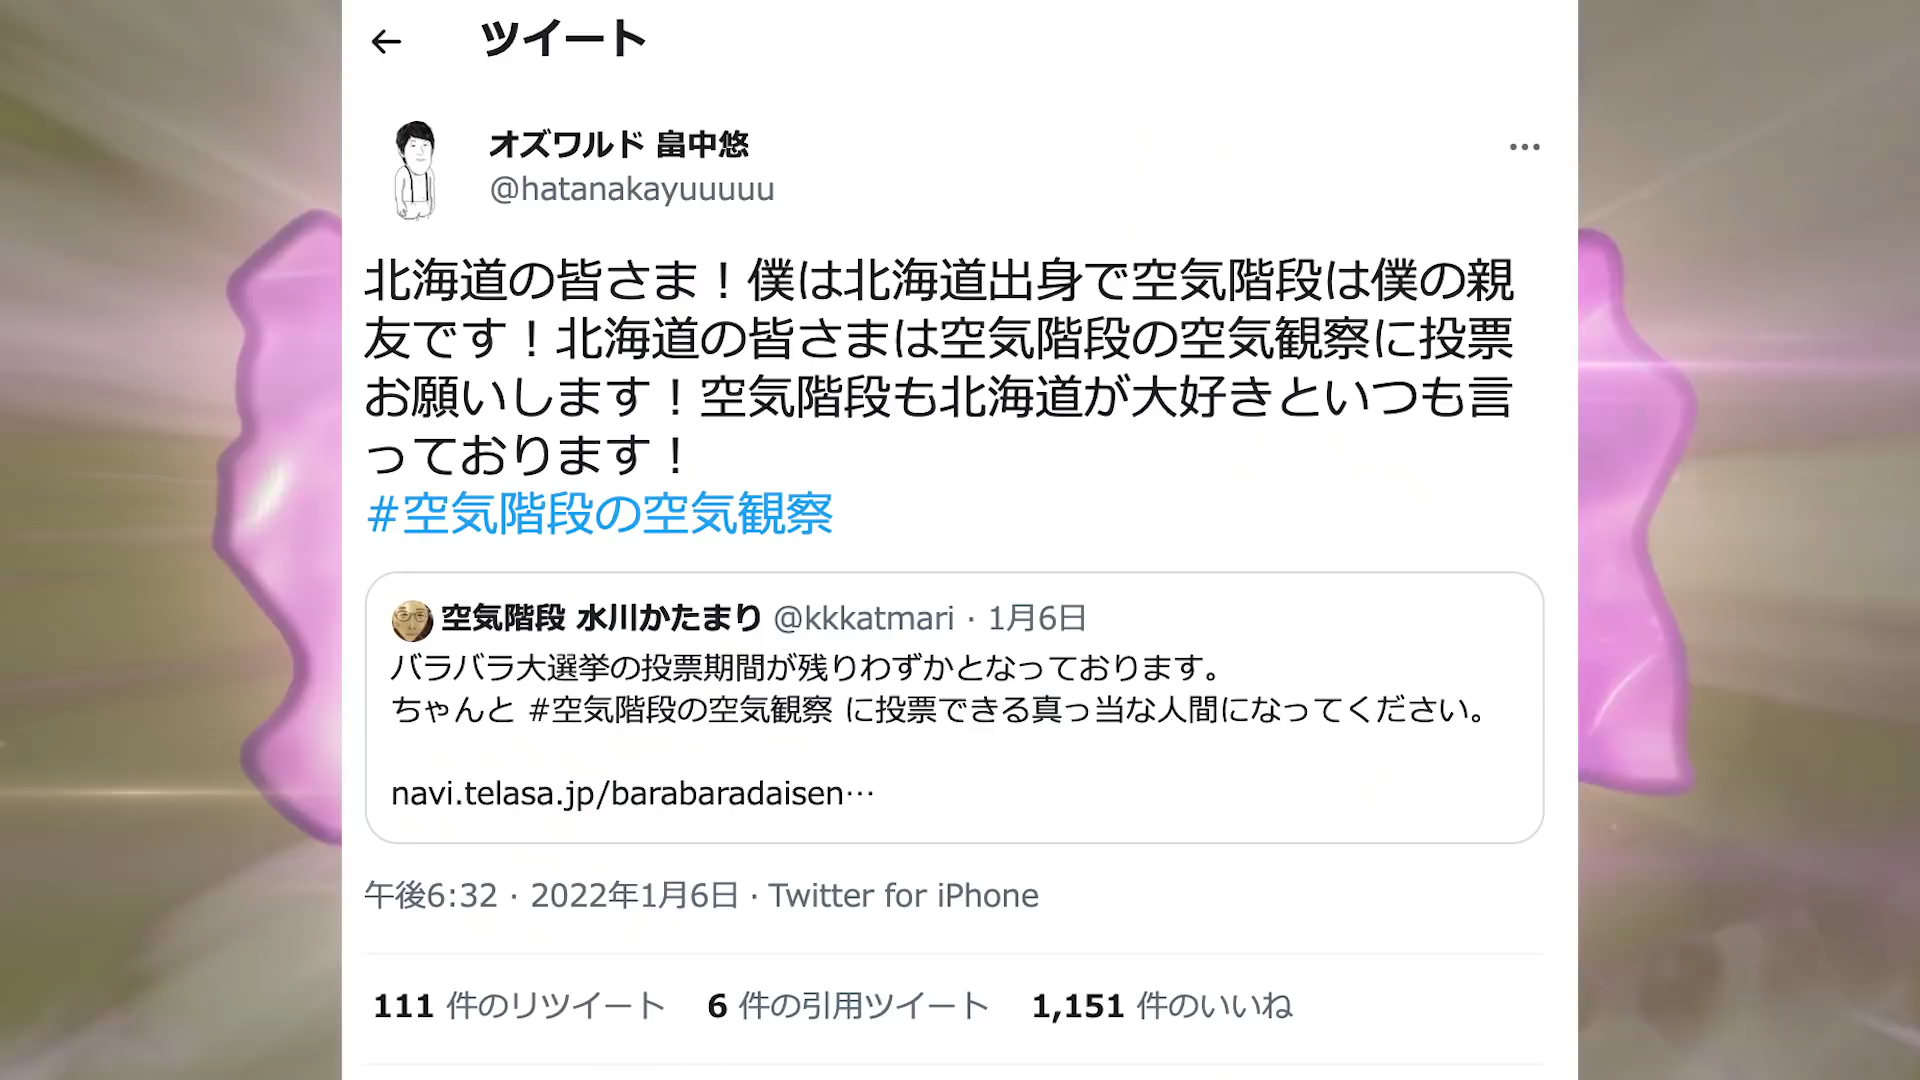 ツイート
オズワルド 畠中悠
@hatanakayuuuuu
北海道の皆さま！僕は北海道出身で空気階段は僕の親
友です！北海道の皆さまは空気階段の空気観察に投票
お願いします！空気階段も北海道が大好きといつも言
っております！
#空気階段の空気観察
空気階段 水川かたまり @kkkatmari · 1月6日
バラバラ大選挙の投票期間が残りわずかとなっております。
ちゃんと #空気階段の空気観察 に投票できる真っ当な人間になってください。
navi.telasa.jp/barabaradaisen…
午後6:32 · 2022年1月6日 · Twitter for iPhone
111 件のリツイート 6 件の引用ツイート 1,151 件のいいね